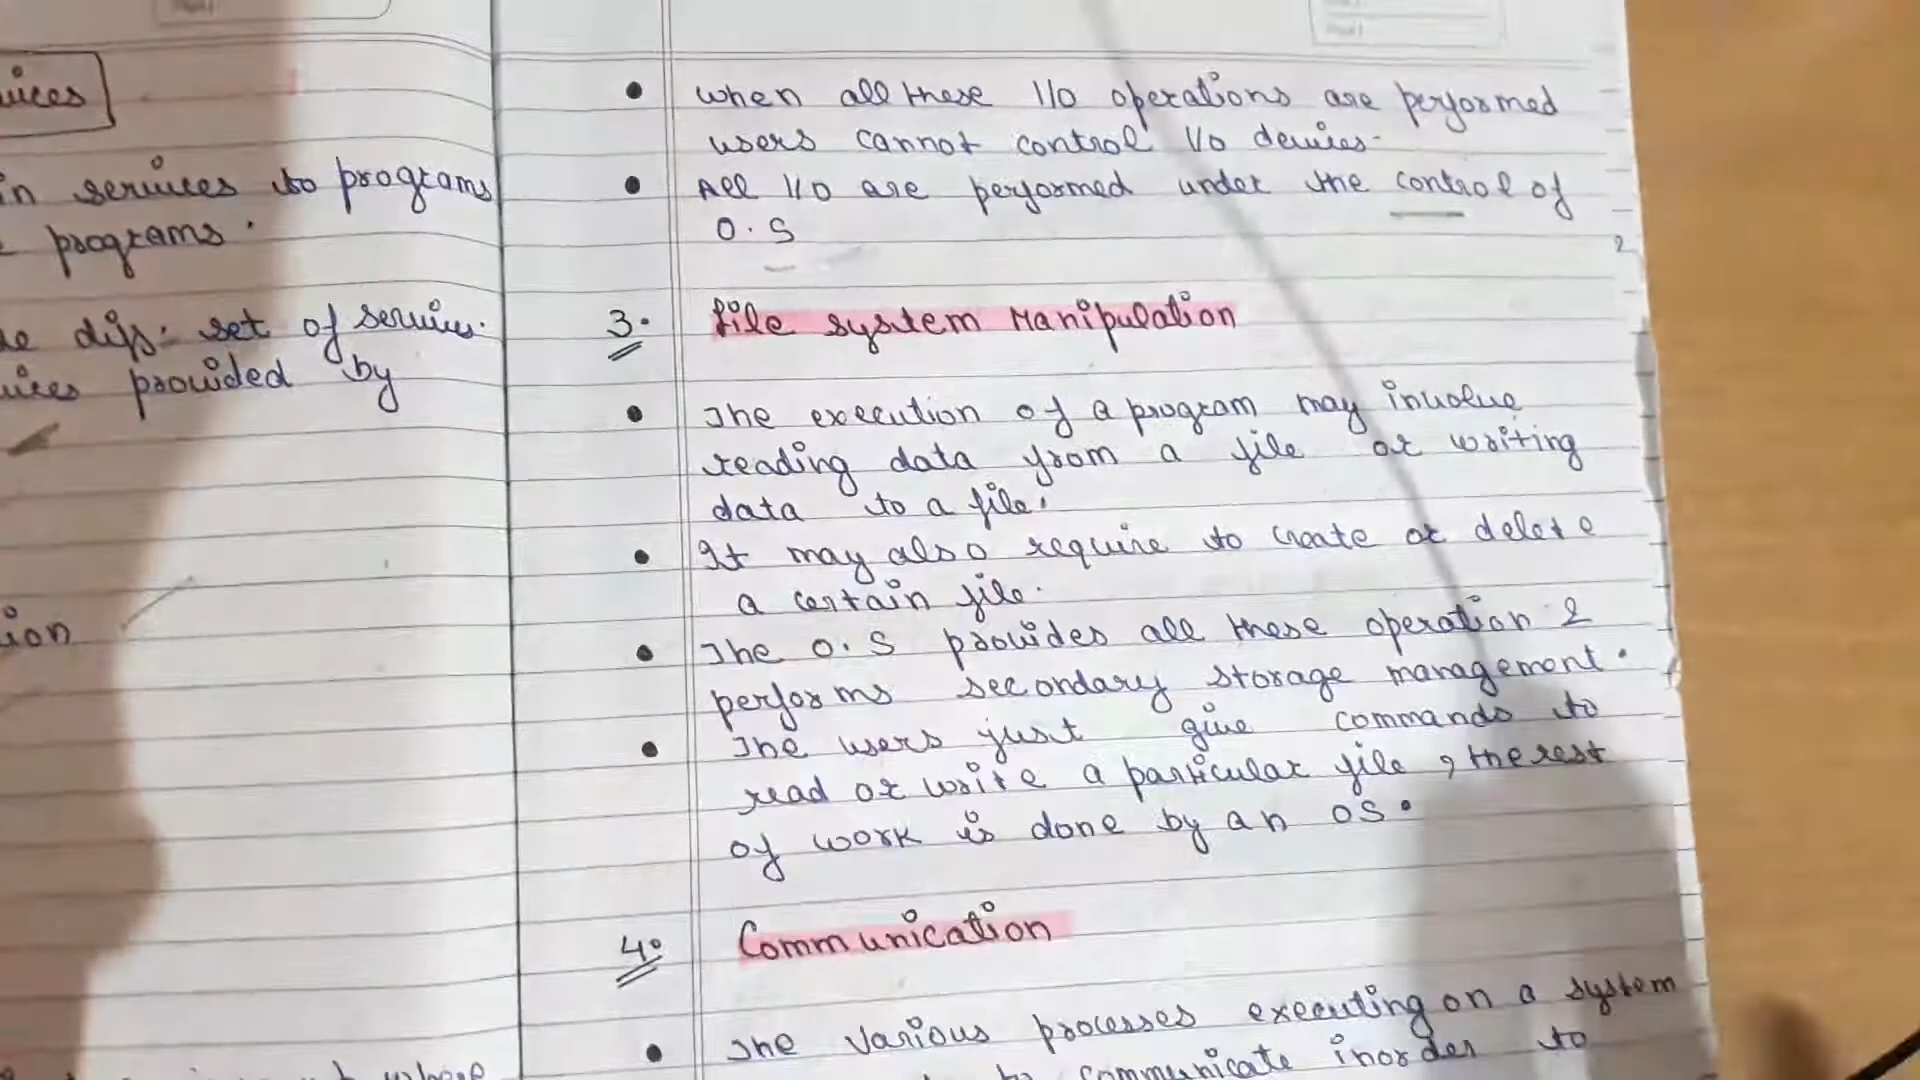 in services to programs
programs.
dif: set of services.
provided by
• When all these I/O operations are performed
users cannot control I/O devices.
• All I/O are performed under the control of
O.S
3. File system Manipulation
• The execution of a program may involve
reading data from a file or writing
data to a file.
• It may also require to create or delete
a certain file.
• The O.S provides all these operation &
performs secondary storage management.
• The users just give commands to
read or write a particular file, the rest
of work is done by an OS.
4. Communication
• The various processes executing on a system
communicate inorder to